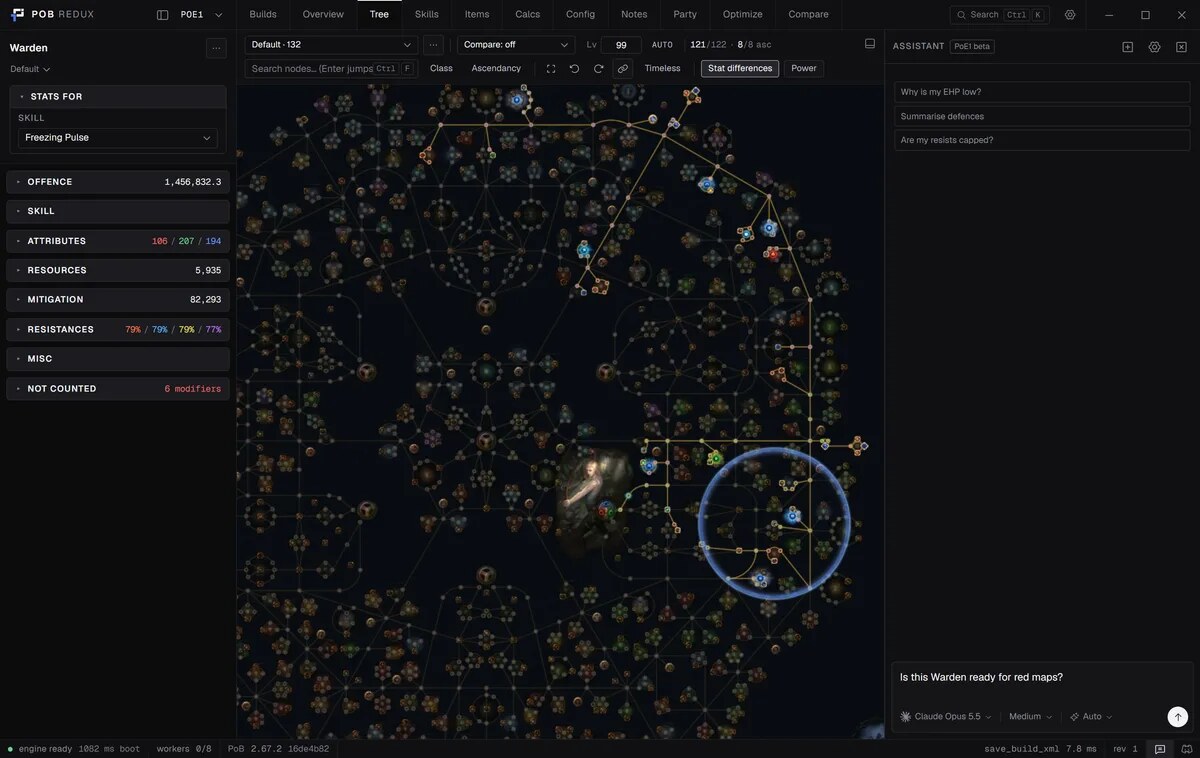 POB REDUX
POE1
Builds
Overview
Tree
Skills
Items
Calcs
Config
Notes
Party
Optimize
Compare
Search Ctrl K
Warden
...
Default
STATS FOR
SKILL
Freezing Pulse
OFFENCE 1,456,832.3
SKILL
ATTRIBUTES 106 / 207 / 194
RESOURCES 5,935
MITIGATION 82,293
RESISTANCES 79% / 79% / 79% / 77%
MISC
NOT COUNTED 6 modifiers
Default · 132
...
Compare: off
Lv 99 AUTO 121/122 · 8/8 asc
Search nodes... (Enter jumps Ctrl F
Class
Ascendancy
Timeless
Stat differences
Power
ASSISTANT PoE1 beta
Why is my EHP low?
Summarise defences
Are my resists capped?
Is this Warden ready for red maps?
Claude Opus 5.5
Medium
Auto
engine ready 1082 ms boot workers 0/8 PoB 2.67.2 16de4b82
save_build_xml 7.8 ms rev 1